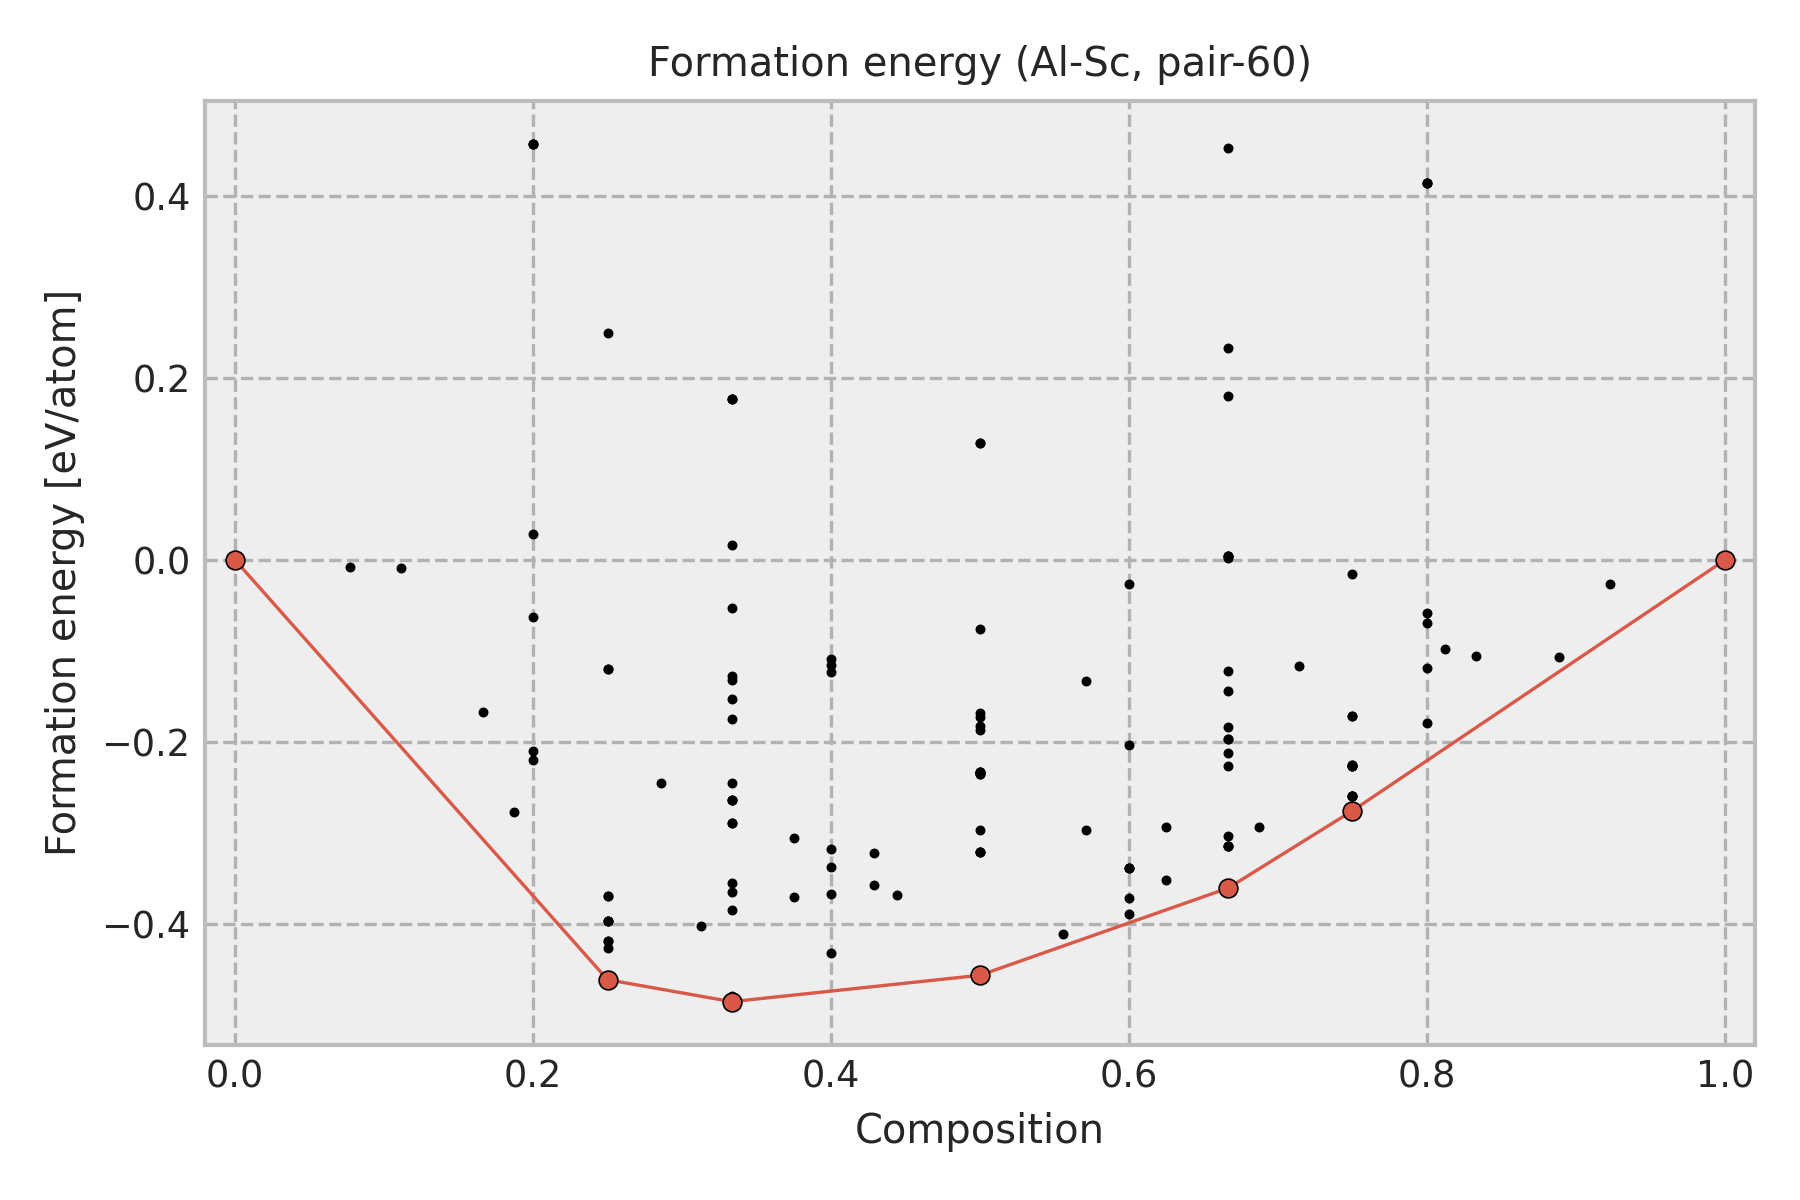 Formation energy (Al-Sc, pair-60)
Formation energy [eV/atom]
0.4
0.2
0.0
−0.2
−0.4
0.0 0.2 0.4 0.6 0.8 1.0
Composition